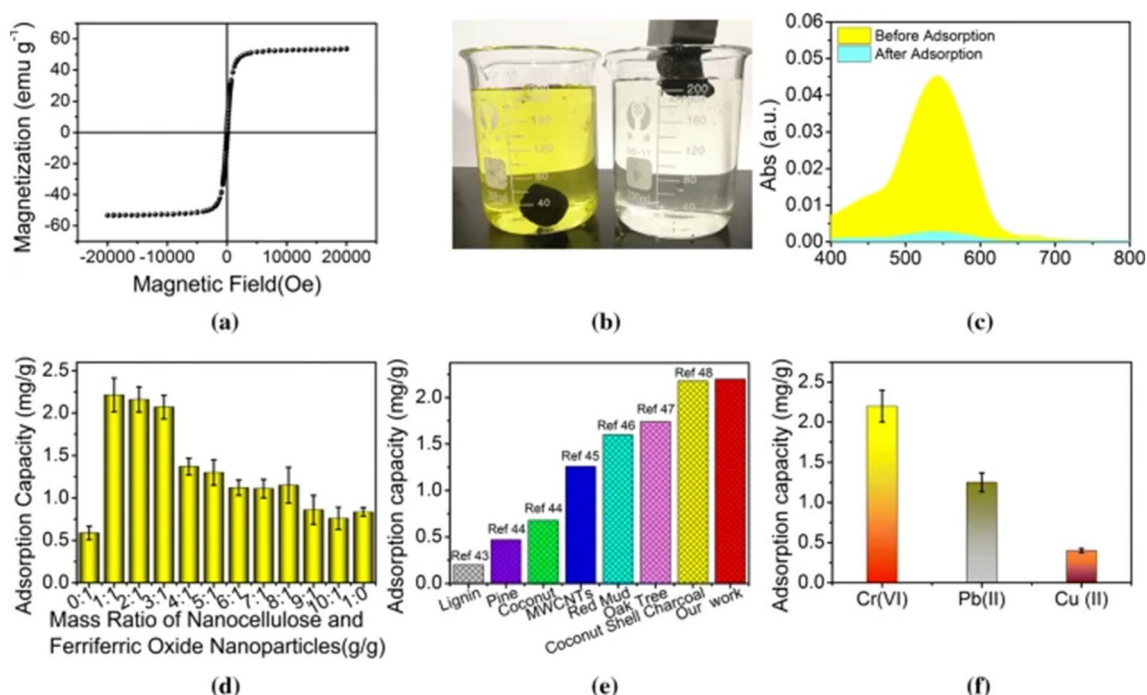 60
40
20
0
-20
-40
-60
Magnetization (emu g⁻¹)
-20000 -10000 0 10000 20000
Magnetic Field(Oe)
(a)
200
160
120
80
40
200
160
120
80
40
(b)
0.06
0.05
0.04
0.03
0.02
0.01
0.00
Abs (a.u.)
Before Adsorption
After Adsorption
400 500 600 700 800
(c)
2.5
2.0
1.5
1.0
0.5
0.0
Adsorption Capacity (mg/g)
0:1 1:1 2:1 3:1 4:1 5:1 6:1 7:1 8:1 9:1 10:1 1:0
Mass Ratio of Nanocellulose and
Ferriferric Oxide Nanoparticles(g/g)
(d)
2.0
1.5
1.0
0.5
0.0
Adsorption capacity (mg/g)
Ref 43
Ref 44
Ref 44
Ref 45
Ref 46
Ref 47
Ref 48
Lignin
Pine
Coconut
MWCNTs
Red Mud
Oak Tree
Coconut Shell Charcoal
Our work
(e)
2.5
2.0
1.5
1.0
0.5
0.0
Adsorption capacity (mg/g)
Cr(VI) Pb(II) Cu (II)
(f)